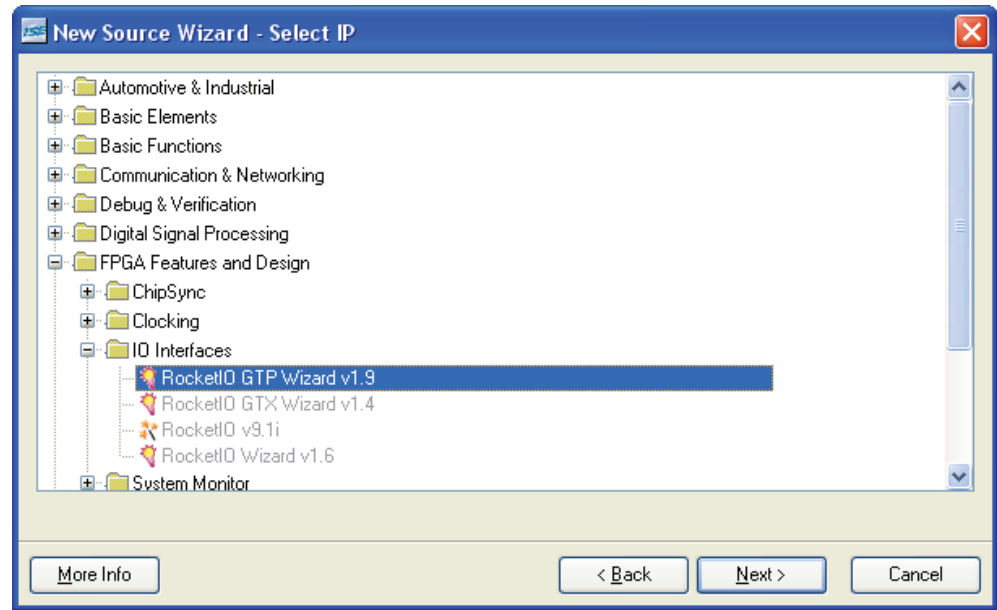 ISE New Source Wizard - Select IP
Automotive & Industrial
Basic Elements
Basic Functions
Communication & Networking
Debug & Verification
Digital Signal Processing
FPGA Features and Design
ChipSync
Clocking
IO Interfaces
RocketIO GTP Wizard v1.9
RocketIO GTX Wizard v1.4
RocketIO v9.1i
RocketIO Wizard v1.6
System Monitor
More Info < Back Next > Cancel